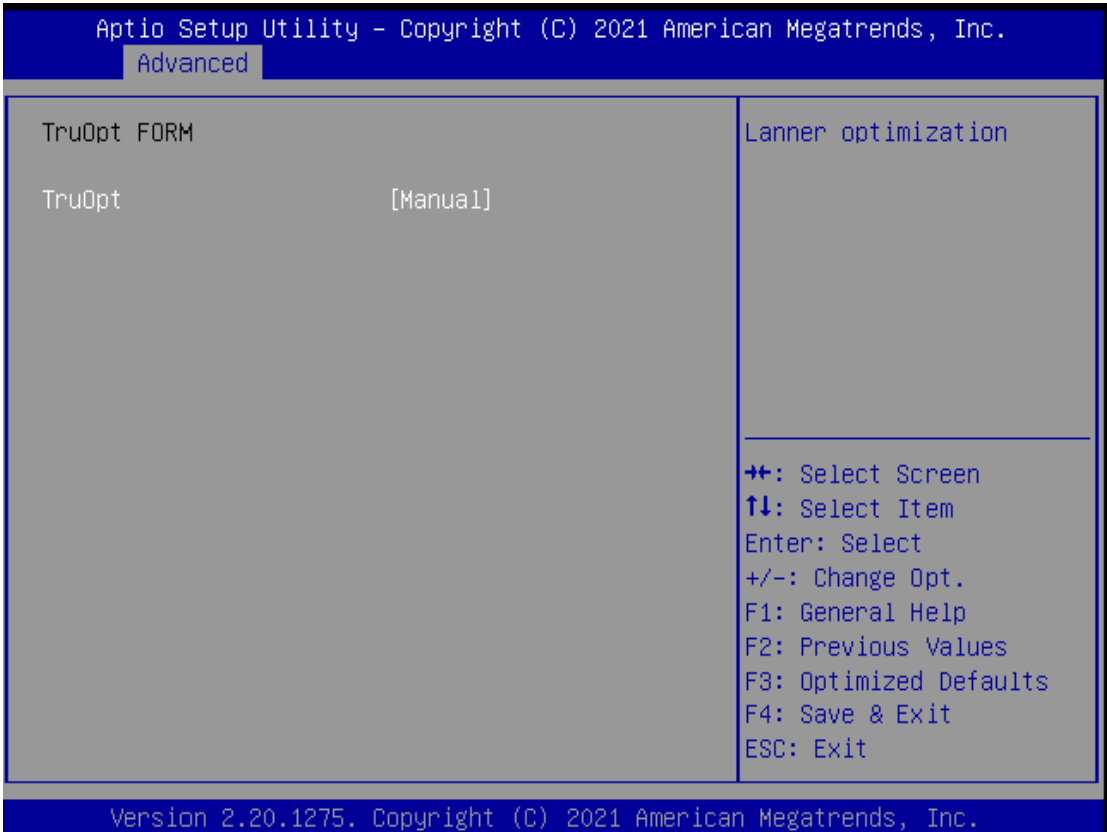 Aptio Setup Utility – Copyright (C) 2021 American Megatrends, Inc.
Advanced
TruOpt FORM
TruOpt [Manual]
Lanner optimization
→←: Select Screen
↑↓: Select Item
Enter: Select
+/-: Change Opt.
F1: General Help
F2: Previous Values
F3: Optimized Defaults
F4: Save & Exit
ESC: Exit
Version 2.20.1275. Copyright (C) 2021 American Megatrends, Inc.